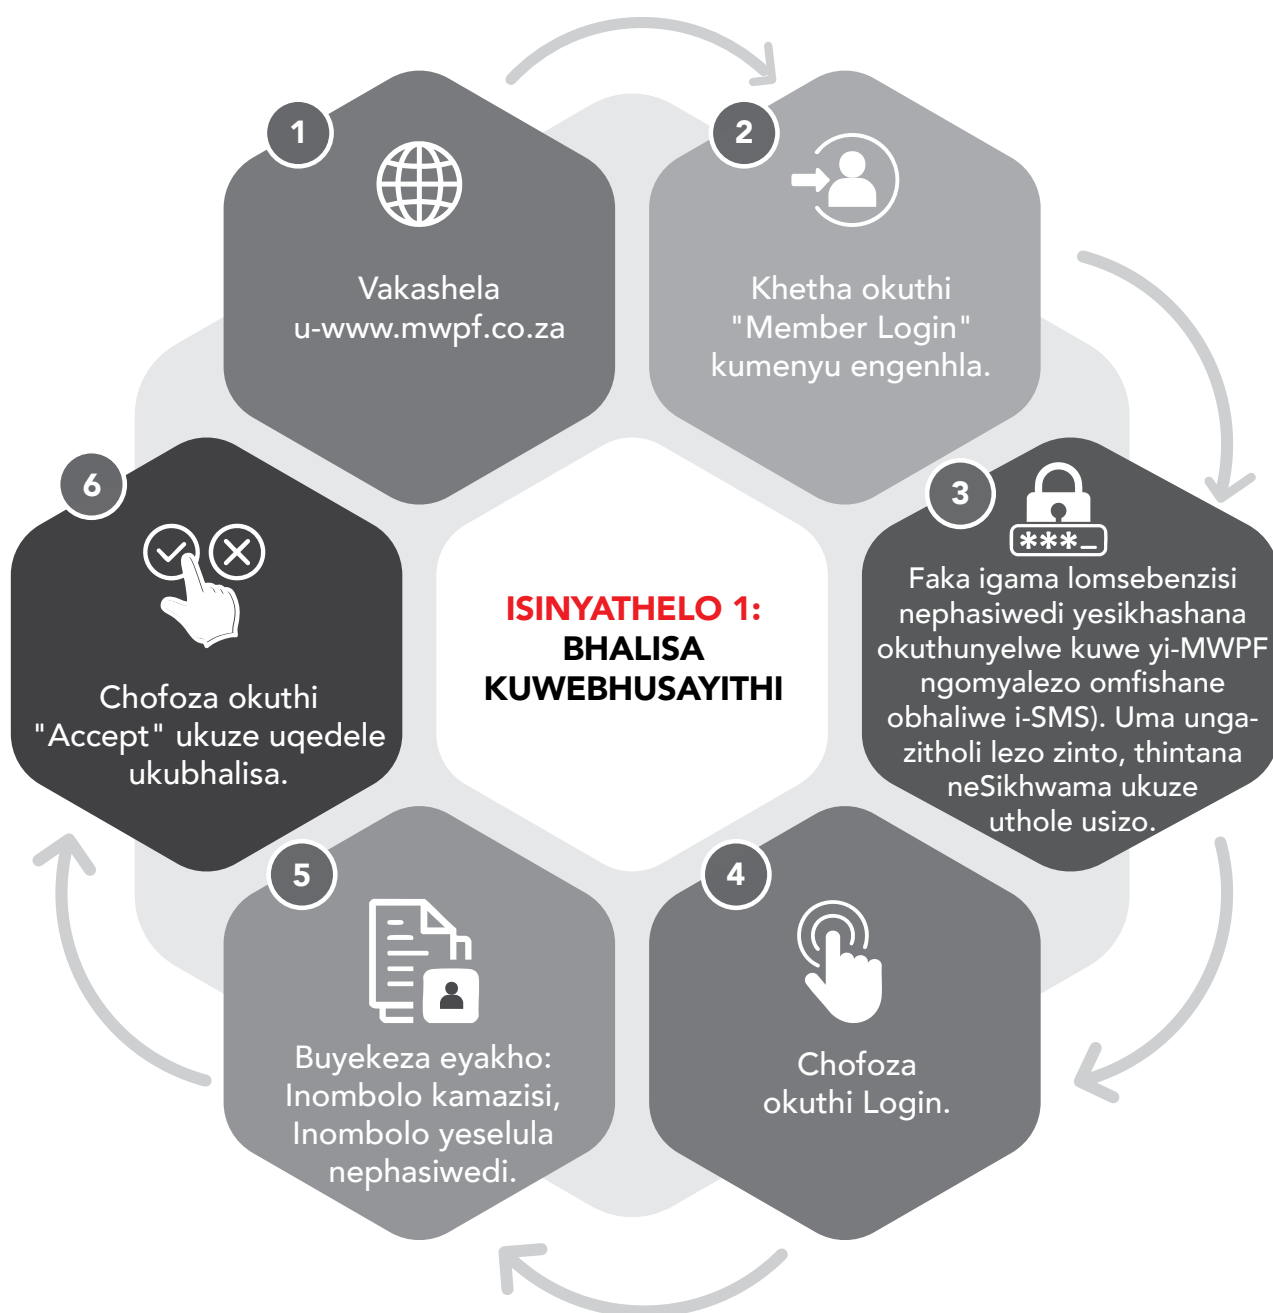 1
Vakashela
u-www.mwpf.co.za
2
Khetha okuthi
"Member Login"
kumenyu engenhla.
3
***_
Faka igama lomsebenzisi
nephasiwedi yesikhashana
okuthunyelwe kuwe yi-MWPF
ngomyalezo omfishane
obhaliwe i-SMS). Uma unga-
zitholi lezo zinto, thintana
neSikhwama ukuze
uthole usizo.
4
Chofoza
okuthi Login.
5
Buyekeza eyakho:
Inombolo kamazisi,
Inombolo yeselula
nephasiwedi.
6
Chofoza okuthi
"Accept" ukuze uqedele
ukubhalisa.
ISINYATHELO 1:
BHALISA
KUWEBHUSAYITHI